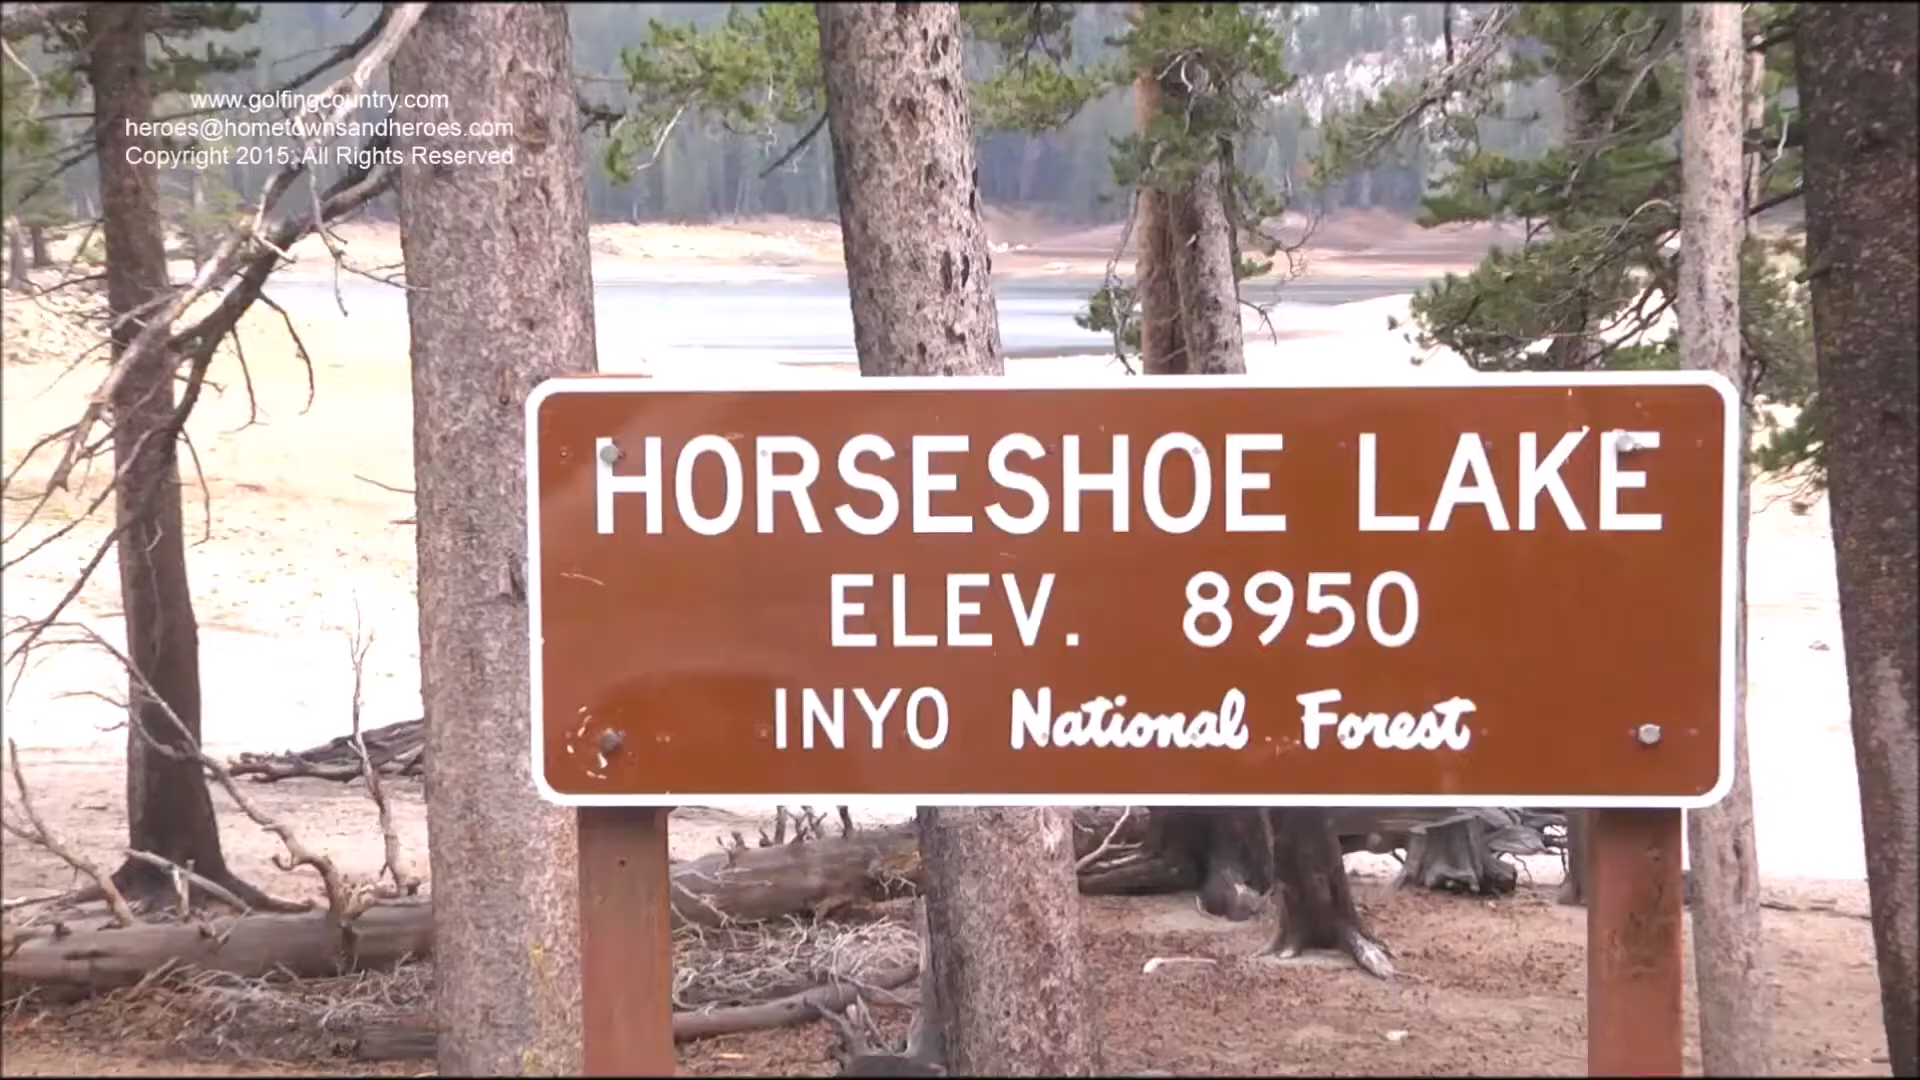 www.golfingcountry.com
heroes@hometownsandheroes.com
Copyright 2015: All Rights Reserved
HORSESHOE LAKE
ELEV. 8950
INYO National Forest